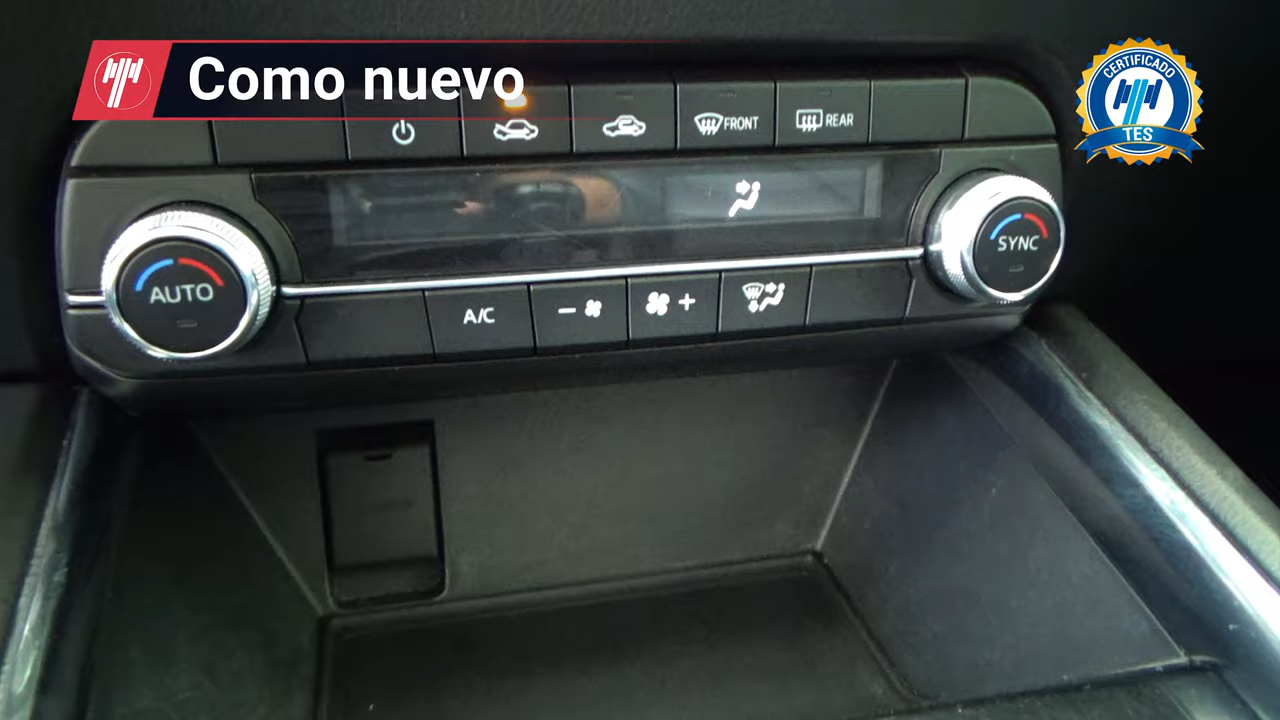 Como nuevo
CERTIFICADO
TES
FRONT
REAR
AUTO
SYNC
A/C
- +